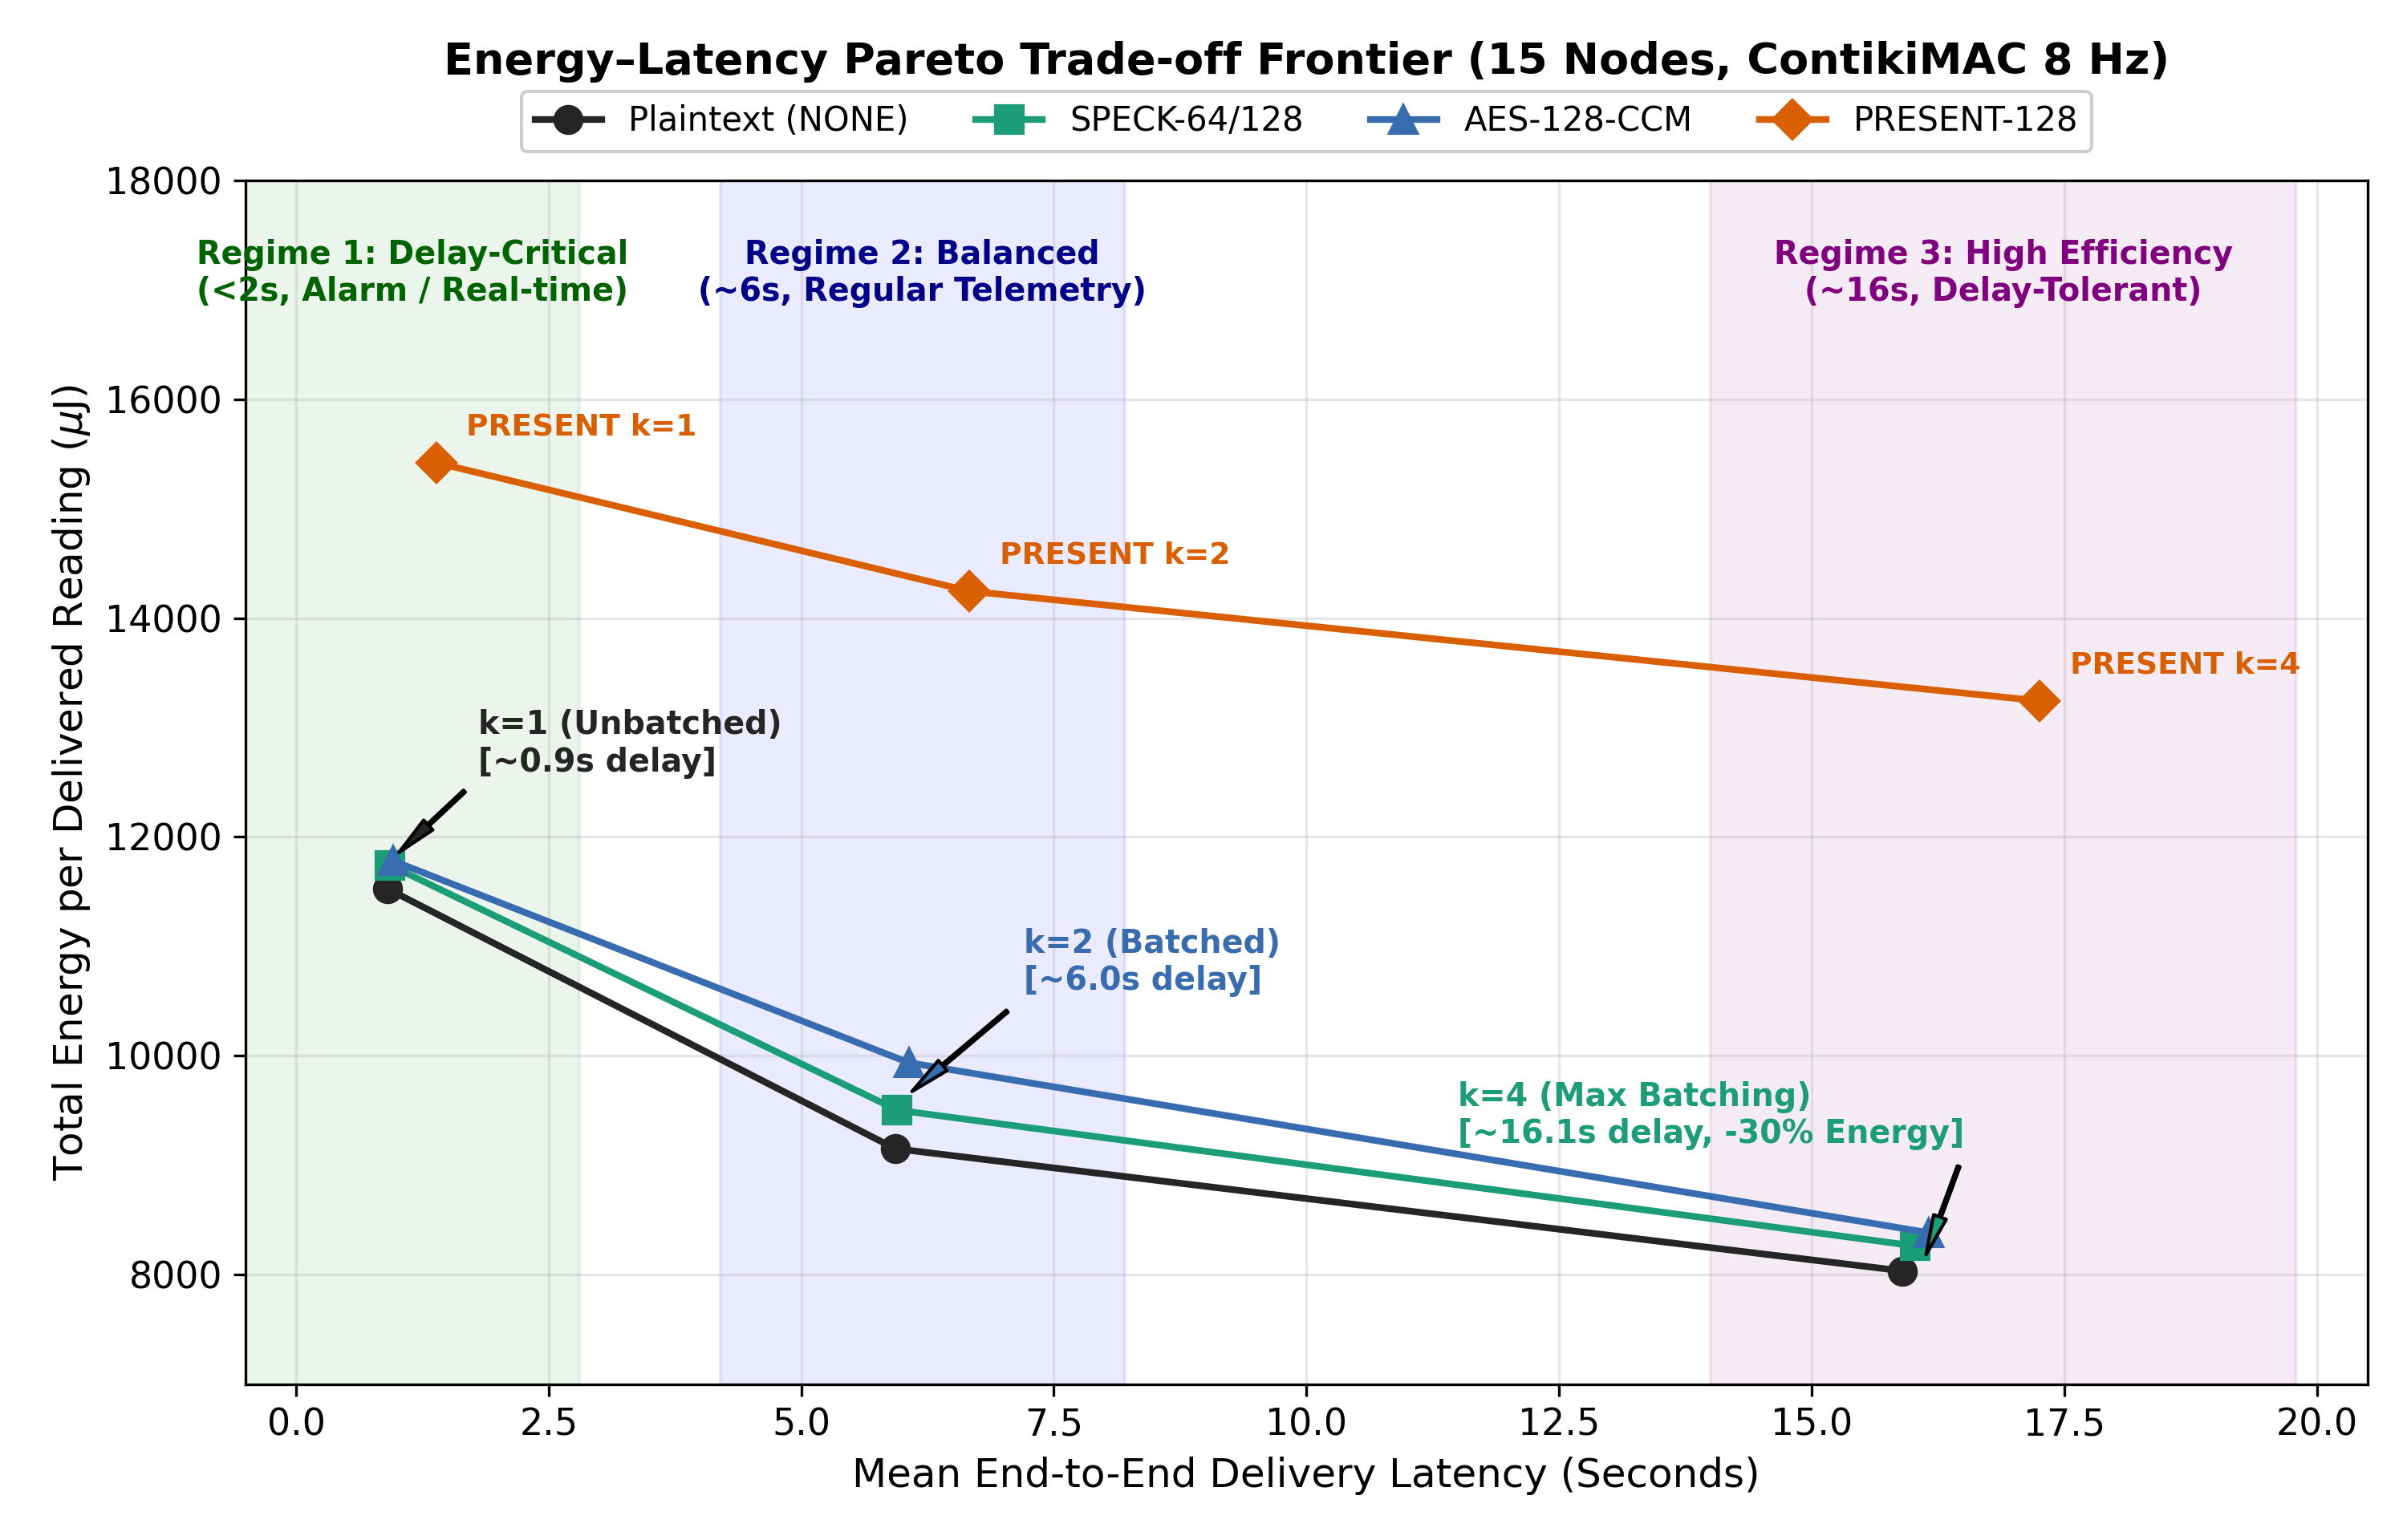 Energy–Latency Pareto Trade-off Frontier (15 Nodes, ContikiMAC 8 Hz)
Plaintext (NONE) SPECK-64/128 AES-128-CCM PRESENT-128
18000
Regime 1: Delay-Critical
(<2s, Alarm / Real-time)
Regime 2: Balanced
(~6s, Regular Telemetry)
Regime 3: High Efficiency
(~16s, Delay-Tolerant)
16000
PRESENT k=1
PRESENT k=2
14000
PRESENT k=4
k=1 (Unbatched)
[~0.9s delay]
12000
k=2 (Batched)
[~6.0s delay]
10000
k=4 (Max Batching)
[~16.1s delay, -30% Energy]
8000
Total Energy per Delivered Reading (μJ)
0.0 2.5 5.0 7.5 10.0 12.5 15.0 17.5 20.0
Mean End-to-End Delivery Latency (Seconds)